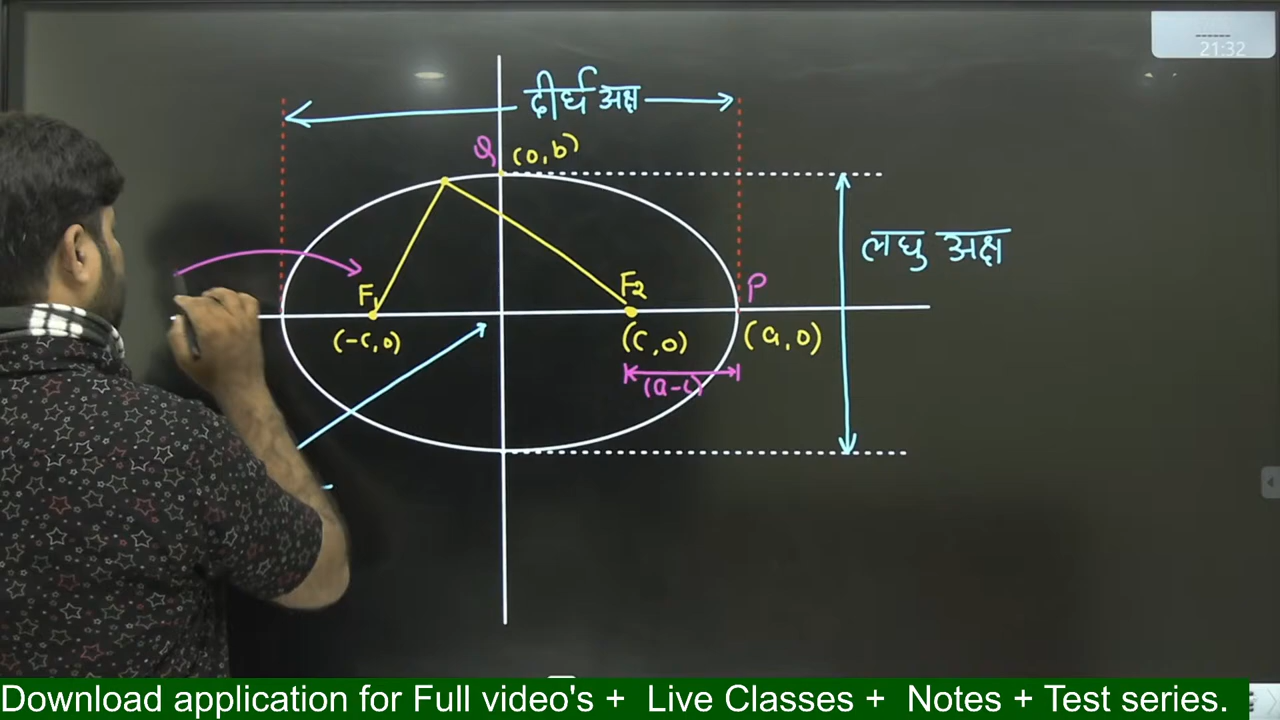 21:32
दीर्घ अक्ष
Q (0,b)
लघु अक्ष
F1
F2
P
(-c,0)
(c,0)
(a,0)
(a-c)
Download application for Full video's + Live Classes + Notes + Test series.